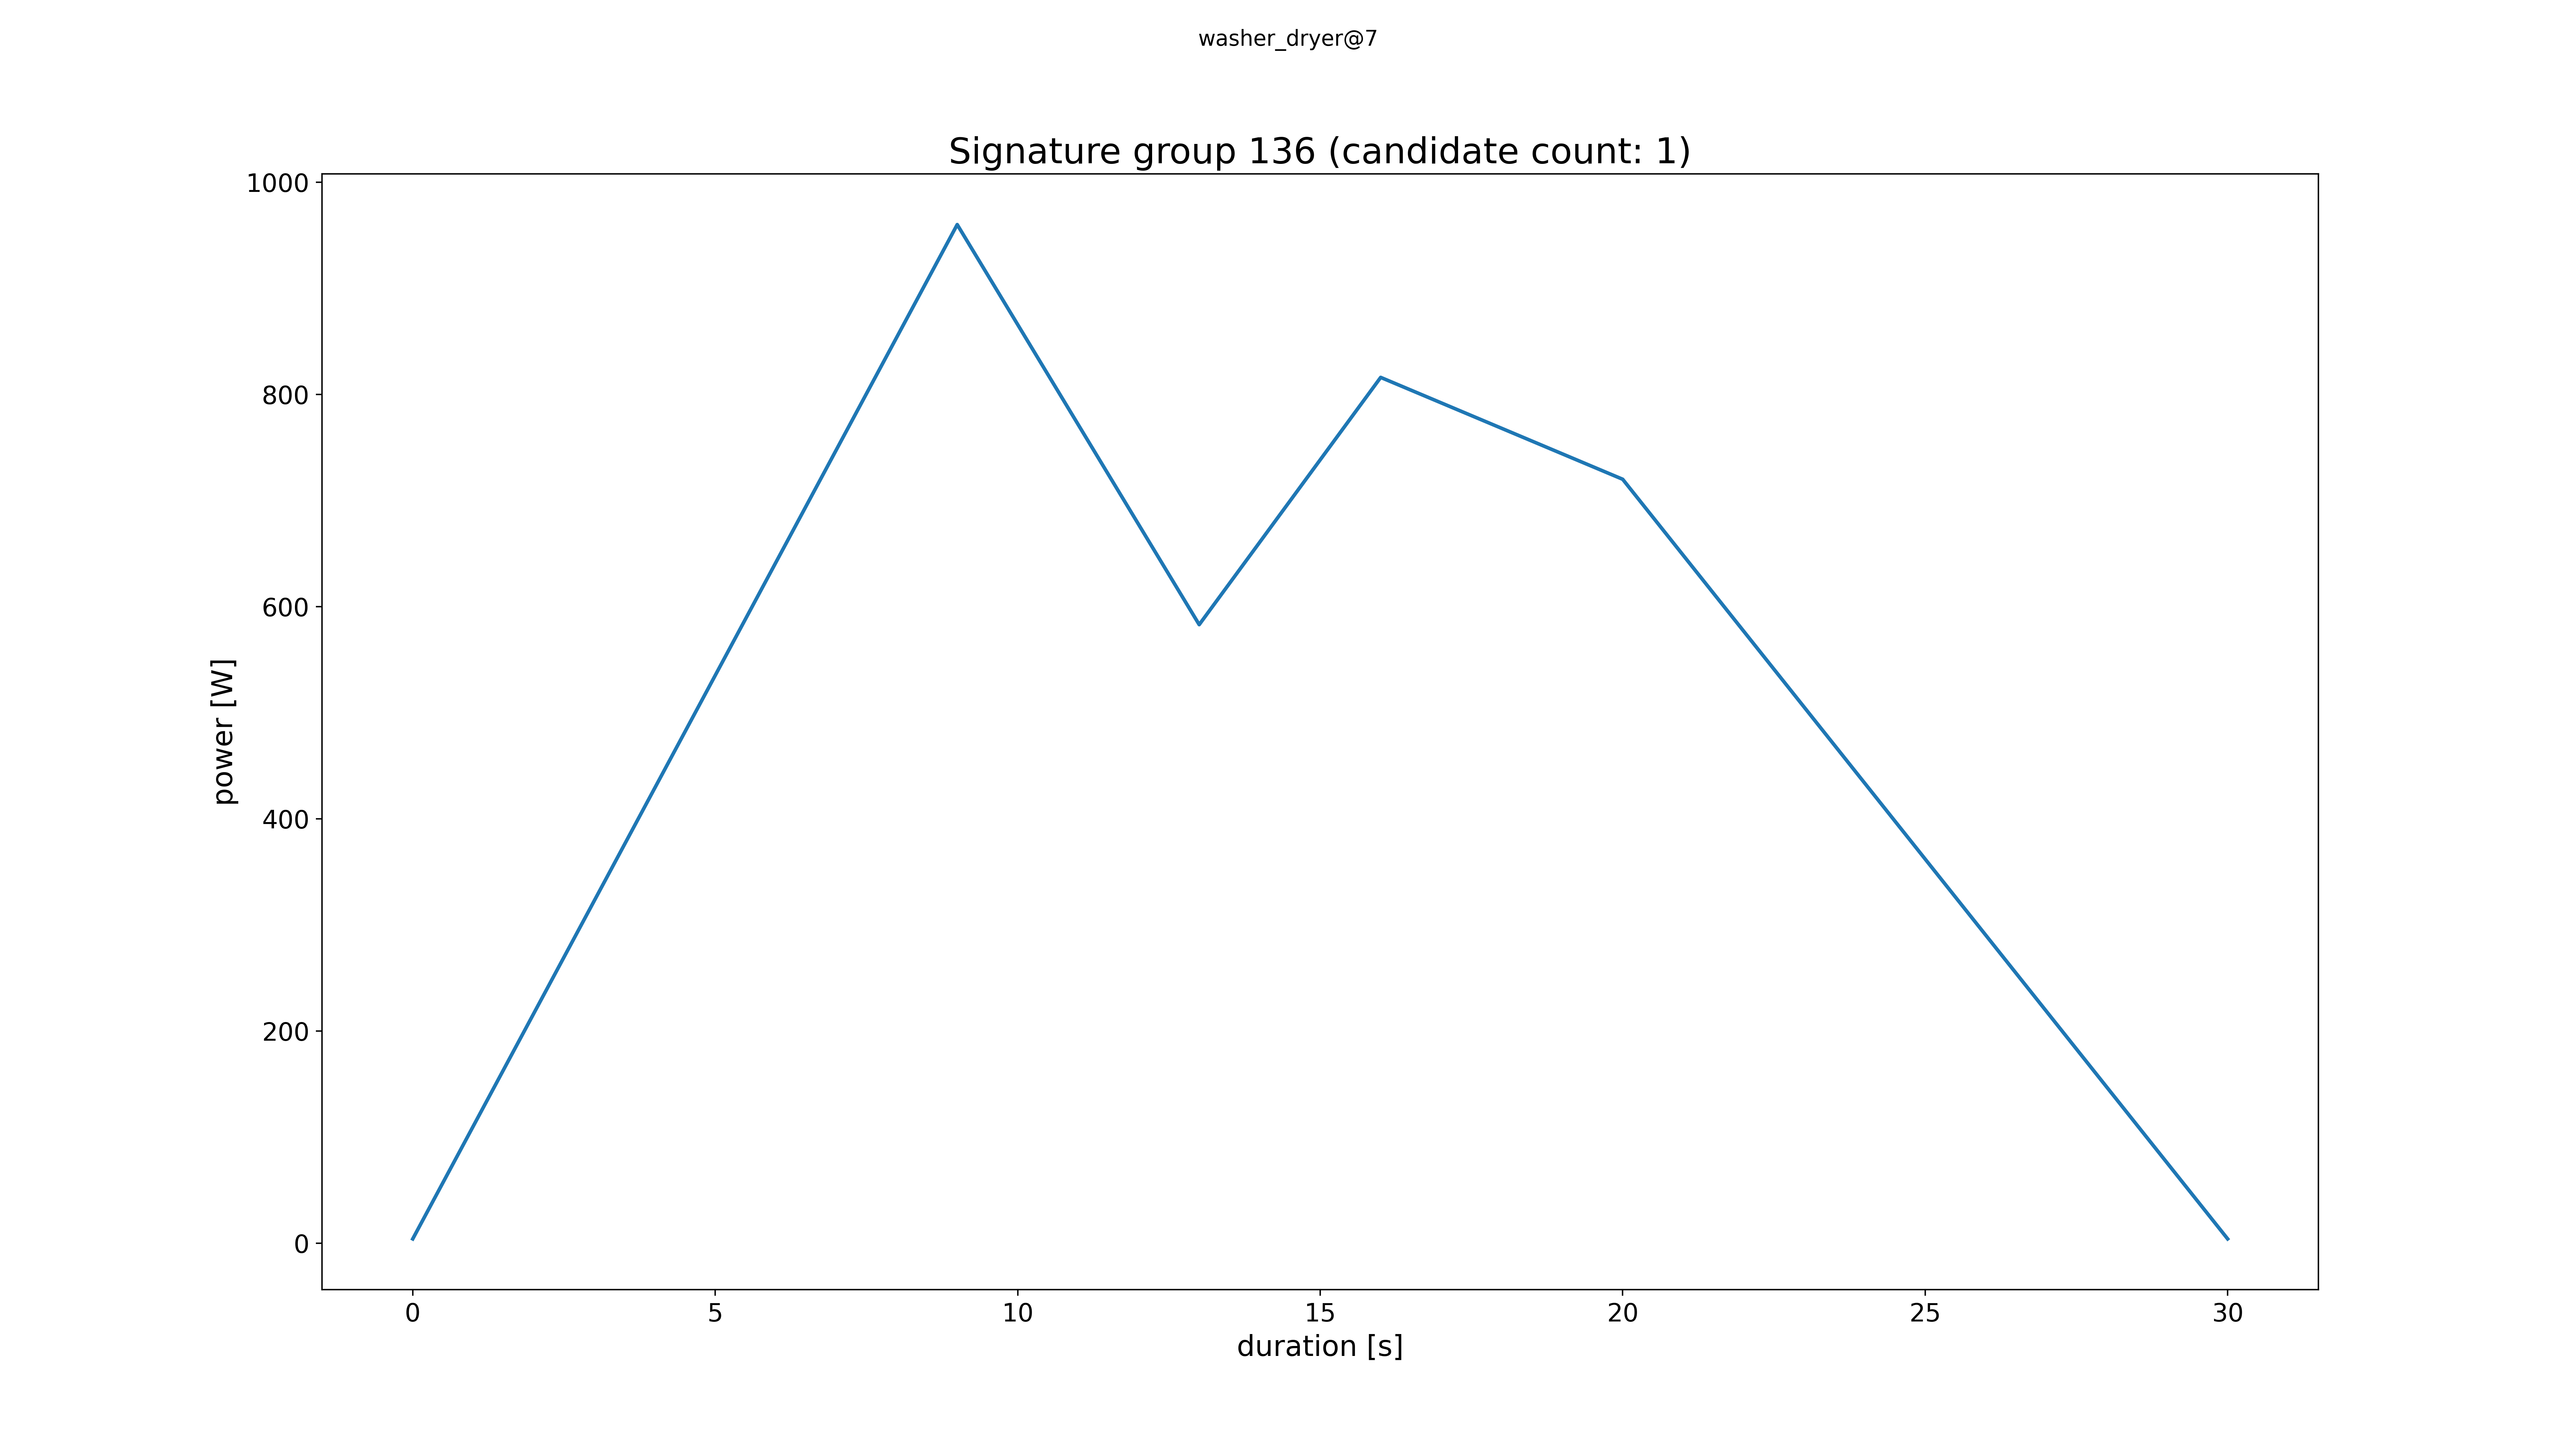 washer_dryer@7
Signature group 136 (candidate count: 1)
1000
800
600
400
200
0
power [W]
0 5 10 15 20 25 30
duration [s]